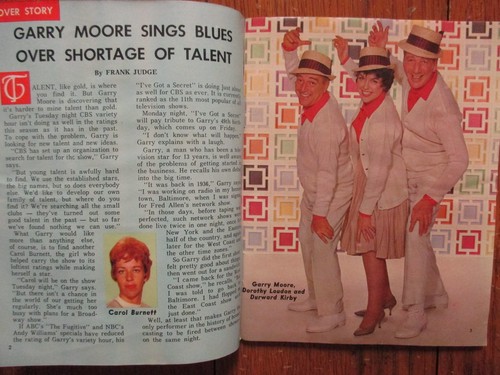 OVER STORY
GARRY MOORE SINGS BLUES
OVER SHORTAGE OF TALENT
By FRANK JUDGE
TALENT, like gold, is where
you find it. But Garry
Moore is discovering that
it's harder to mine talent than gold.
Garry's Tuesday night CBS variety
hour isn't doing as well in the ratings
this season as it has in the past.
To cope with the problem, Garry is
looking for new talent and new ideas.
"CBS has set up an organization to
search for talent for the show," Garry
says.
"But young talent is awfully hard
to find. We use the established stars,
the big names, but so does everybody
else. We'd like to develop our own
family of talent, but where do you
find it? We're searching all the small
clubs — they've turned out some
good talent in the past — but so far
we've found nothing we can use."
What Garry would like
more than anything else,
of course, is to find another
Carol Burnett, the girl who
helped carry the show to its
loftiest ratings while making
herself a star.
"Carol will be on the show
Tuesday night," Garry says.
"But there isn't a chance in
the world of our getting her
regularly. She's much too
busy with plans for a Broad-
way show."
If ABC's "The Fugitive" and NBC's
Andy Williams' specials have reduced
the rating of Garry's variety hour, his
2
Carol Burnett
"I've Got a Secret" is doing just
as well for CBS as ever. It is currently
ranked as the 11th most popular of
television shows.
Monday night, "I've Got a Secret"
will pay tribute to Garry's 49th birth-
day, which comes up on Friday.
"I don't know what will happen,"
Garry explains with a laugh.
Garry, a man who has been a tele-
vision star for 13 years, is well aware
of the problems of getting started in
the business. He recalls his own debut
into the big time.
"It was back in 1938," Garry says.
"I was working on radio in my home
town, Baltimore, when I was
for Fred Allen's network show.
"In those days, before taping was
perfected, such network shows were
done live twice in one night, once for
New York and the Eastern
half of the country, and again
later for the West Coast and
the other time zones."
So Garry did the first show,
felt pretty good about it
then went out for a
"I came back for the West
Coast show," he recalls,
I was told to go back to
Baltimore. I had
the East Coast show
just done."
Well, at least that makes Garry the
only performer in the history of broad-
casting to be fired between shows
on the same night.
Garry Moore,
Dorothy Loudon and
Durward Kirby